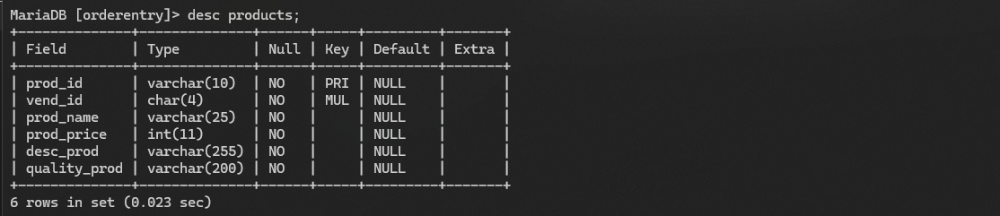 MariaDB [orderentry]> desc products;
+--------------+--------------+------+-----+---------+-------+
| Field        | Type         | Null | Key | Default | Extra |
+--------------+--------------+------+-----+---------+-------+
| prod_id      | varchar(10)  | NO   | PRI | NULL    |       |
| vend_id      | char(4)      | NO   | MUL | NULL    |       |
| prod_name    | varchar(25)  | NO   |     | NULL    |       |
| prod_price   | int(11)      | NO   |     | NULL    |       |
| desc_prod    | varchar(255) | NO   |     | NULL    |       |
| quality_prod | varchar(200) | NO   |     | NULL    |       |
+--------------+--------------+------+-----+---------+-------+
6 rows in set (0.023 sec)